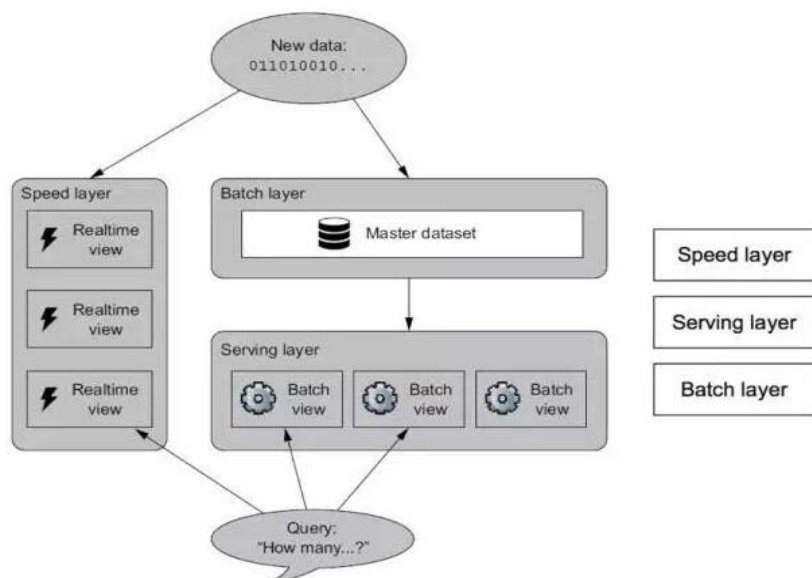 New data:
011010010...
Speed layer
Realtime
view
Realtime
view
Realtime
view
Batch layer
Master dataset
Serving layer
Batch
view
Batch
view
Batch
view
Query:
“How many...?”
Speed layer
Serving layer
Batch layer